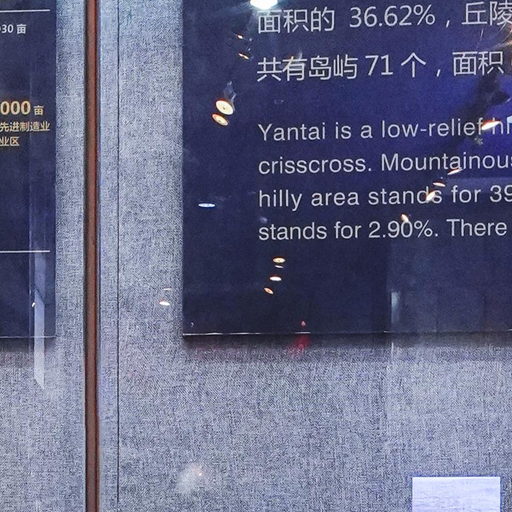 030 亩
000 亩
先进制造业
业区
面积的 36.62%，丘陵
共有岛屿 71 个，面积
Yantai is a low-relief
crisscross. Mountainous
hilly area stands for 39
stands for 2.90%. There